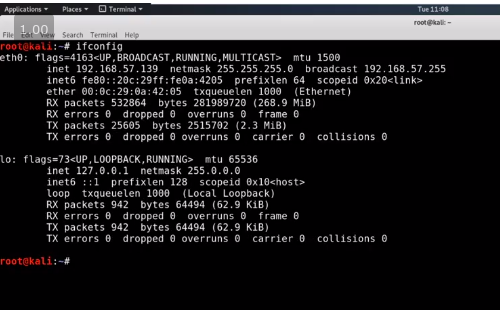 Applications Places Terminal Tue 11:08
root@kali: ~
1.00
File Edit View Search Terminal Help
root@kali:~# ifconfig
eth0: flags=4163<UP,BROADCAST,RUNNING,MULTICAST>  mtu 1500
        inet 192.168.57.139  netmask 255.255.255.0  broadcast 192.168.57.255
        inet6 fe80::20c:29ff:fe0a:4205  prefixlen 64  scopeid 0x20<link>
        ether 00:0c:29:0a:42:05  txqueuelen 1000  (Ethernet)
        RX packets 532864  bytes 281989720 (268.9 MiB)
        RX errors 0  dropped 0  overruns 0  frame 0
        TX packets 25605  bytes 2515702 (2.3 MiB)
        TX errors 0  dropped 0 overruns 0  carrier 0  collisions 0
lo: flags=73<UP,LOOPBACK,RUNNING>  mtu 65536
        inet 127.0.0.1  netmask 255.0.0.0
        inet6 ::1  prefixlen 128  scopeid 0x10<host>
        loop  txqueuelen 1000  (Local Loopback)
        RX packets 942  bytes 64494 (62.9 KiB)
        RX errors 0  dropped 0  overruns 0  frame 0
        TX packets 942  bytes 64494 (62.9 KiB)
        TX errors 0  dropped 0 overruns 0  carrier 0  collisions 0
root@kali:~#